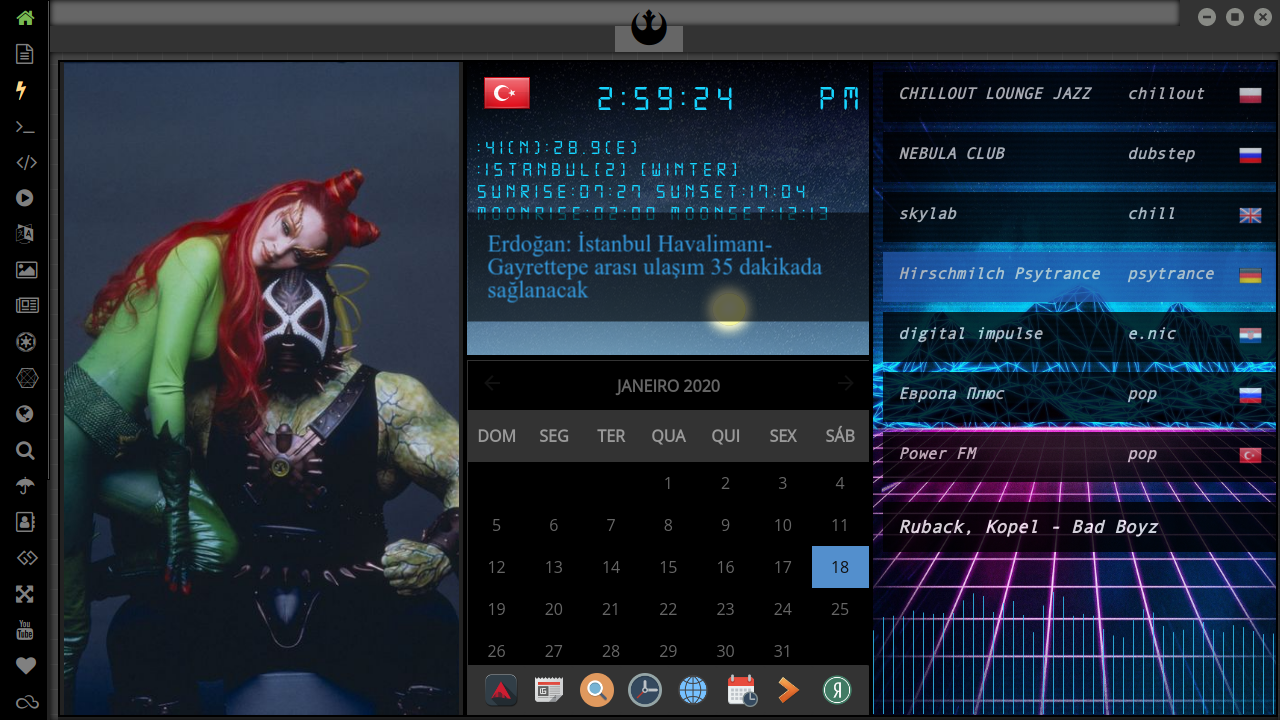 2:59:24 PM
:41(N):28.9(E)
:ISTANBUL(2) (WINTER)
SUNRISE:07:27 SUNSET:17:04
MOONRISE:02:00 MOONSET:12:13
Erdoğan: İstanbul Havalimanı-
Gayrettepe arası ulaşım 35 dakikada
sağlanacak
JANEIRO 2020
DOM SEG TER QUA QUI SEX SÁB
1 2 3 4
5 6 7 8 9 10 11
12 13 14 15 16 17 18
19 20 21 22 23 24 25
26 27 28 29 30 31
CHILLOUT LOUNGE JAZZ chillout
NEBULA CLUB dubstep
skylab chill
Hirschmilch Psytrance psytrance
digital impulse e.nic
Европа Плюс pop
Power FM pop
Ruback, Kopel - Bad Boyz
You
Tube
Я